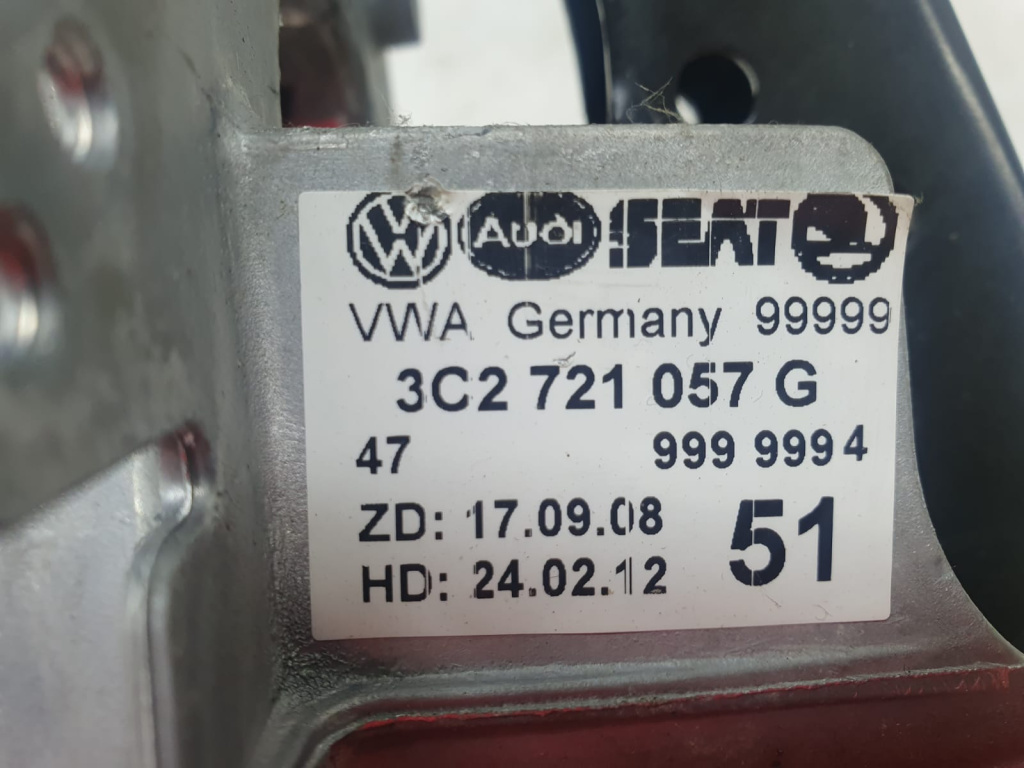 VW AUDI SEAT
VWA Germany 99999
3C2 721 057 G
47 999 9994
ZD: 17.09.08 51
HD: 24.02.12